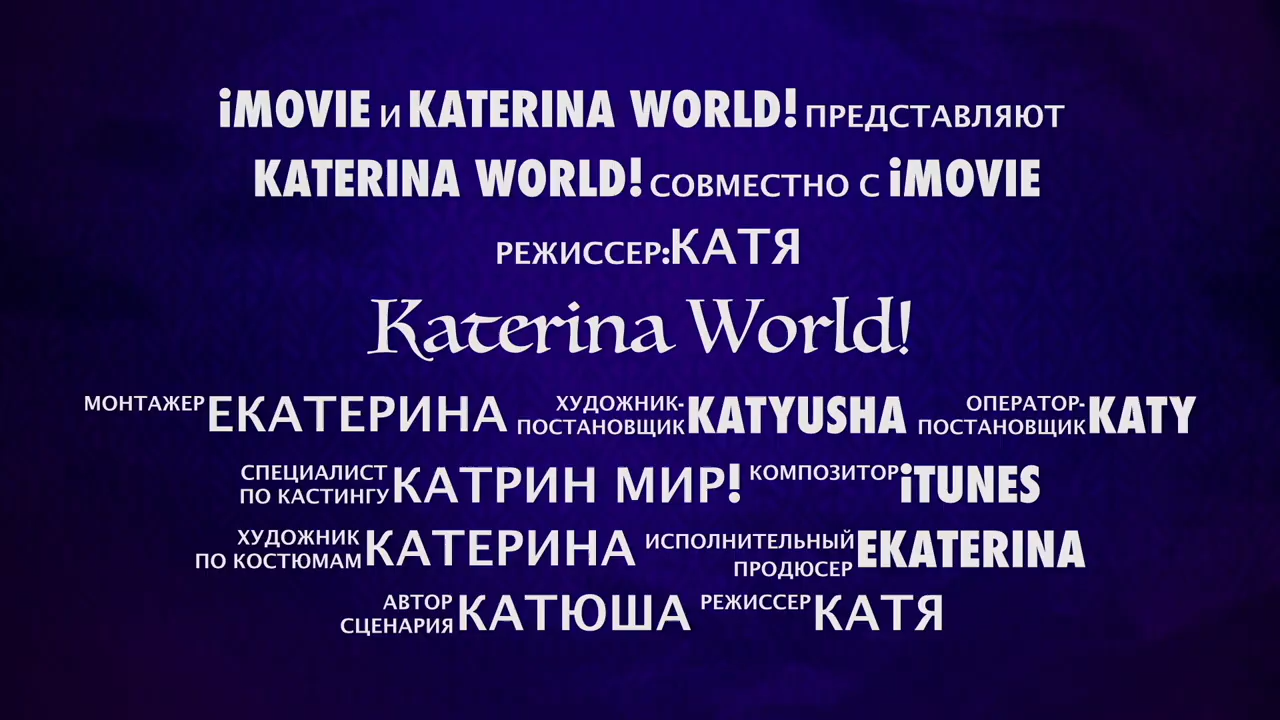 iMOVIE И KATERINA WORLD! ПРЕДСТАВЛЯЮТ
KATERINA WORLD! СОВМЕСТНО С iMOVIE
РЕЖИССЕР:КАТЯ
Katerina World!
МОНТАЖЕР ЕКАТЕРИНА ХУДОЖНИК-ПОСТАНОВЩИК KATYUSHA ОПЕРАТОР-ПОСТАНОВЩИК KATY
СПЕЦИАЛИСТ ПО КАСТИНГУ КАТРИН МИР! КОМПОЗИТОР iTUNES
ХУДОЖНИК ПО КОСТЮМАМ КАТЕРИНА ИСПОЛНИТЕЛЬНЫЙ ПРОДЮСЕР EKATERINA
АВТОР СЦЕНАРИЯ КАТЮША РЕЖИССЕР КАТЯ